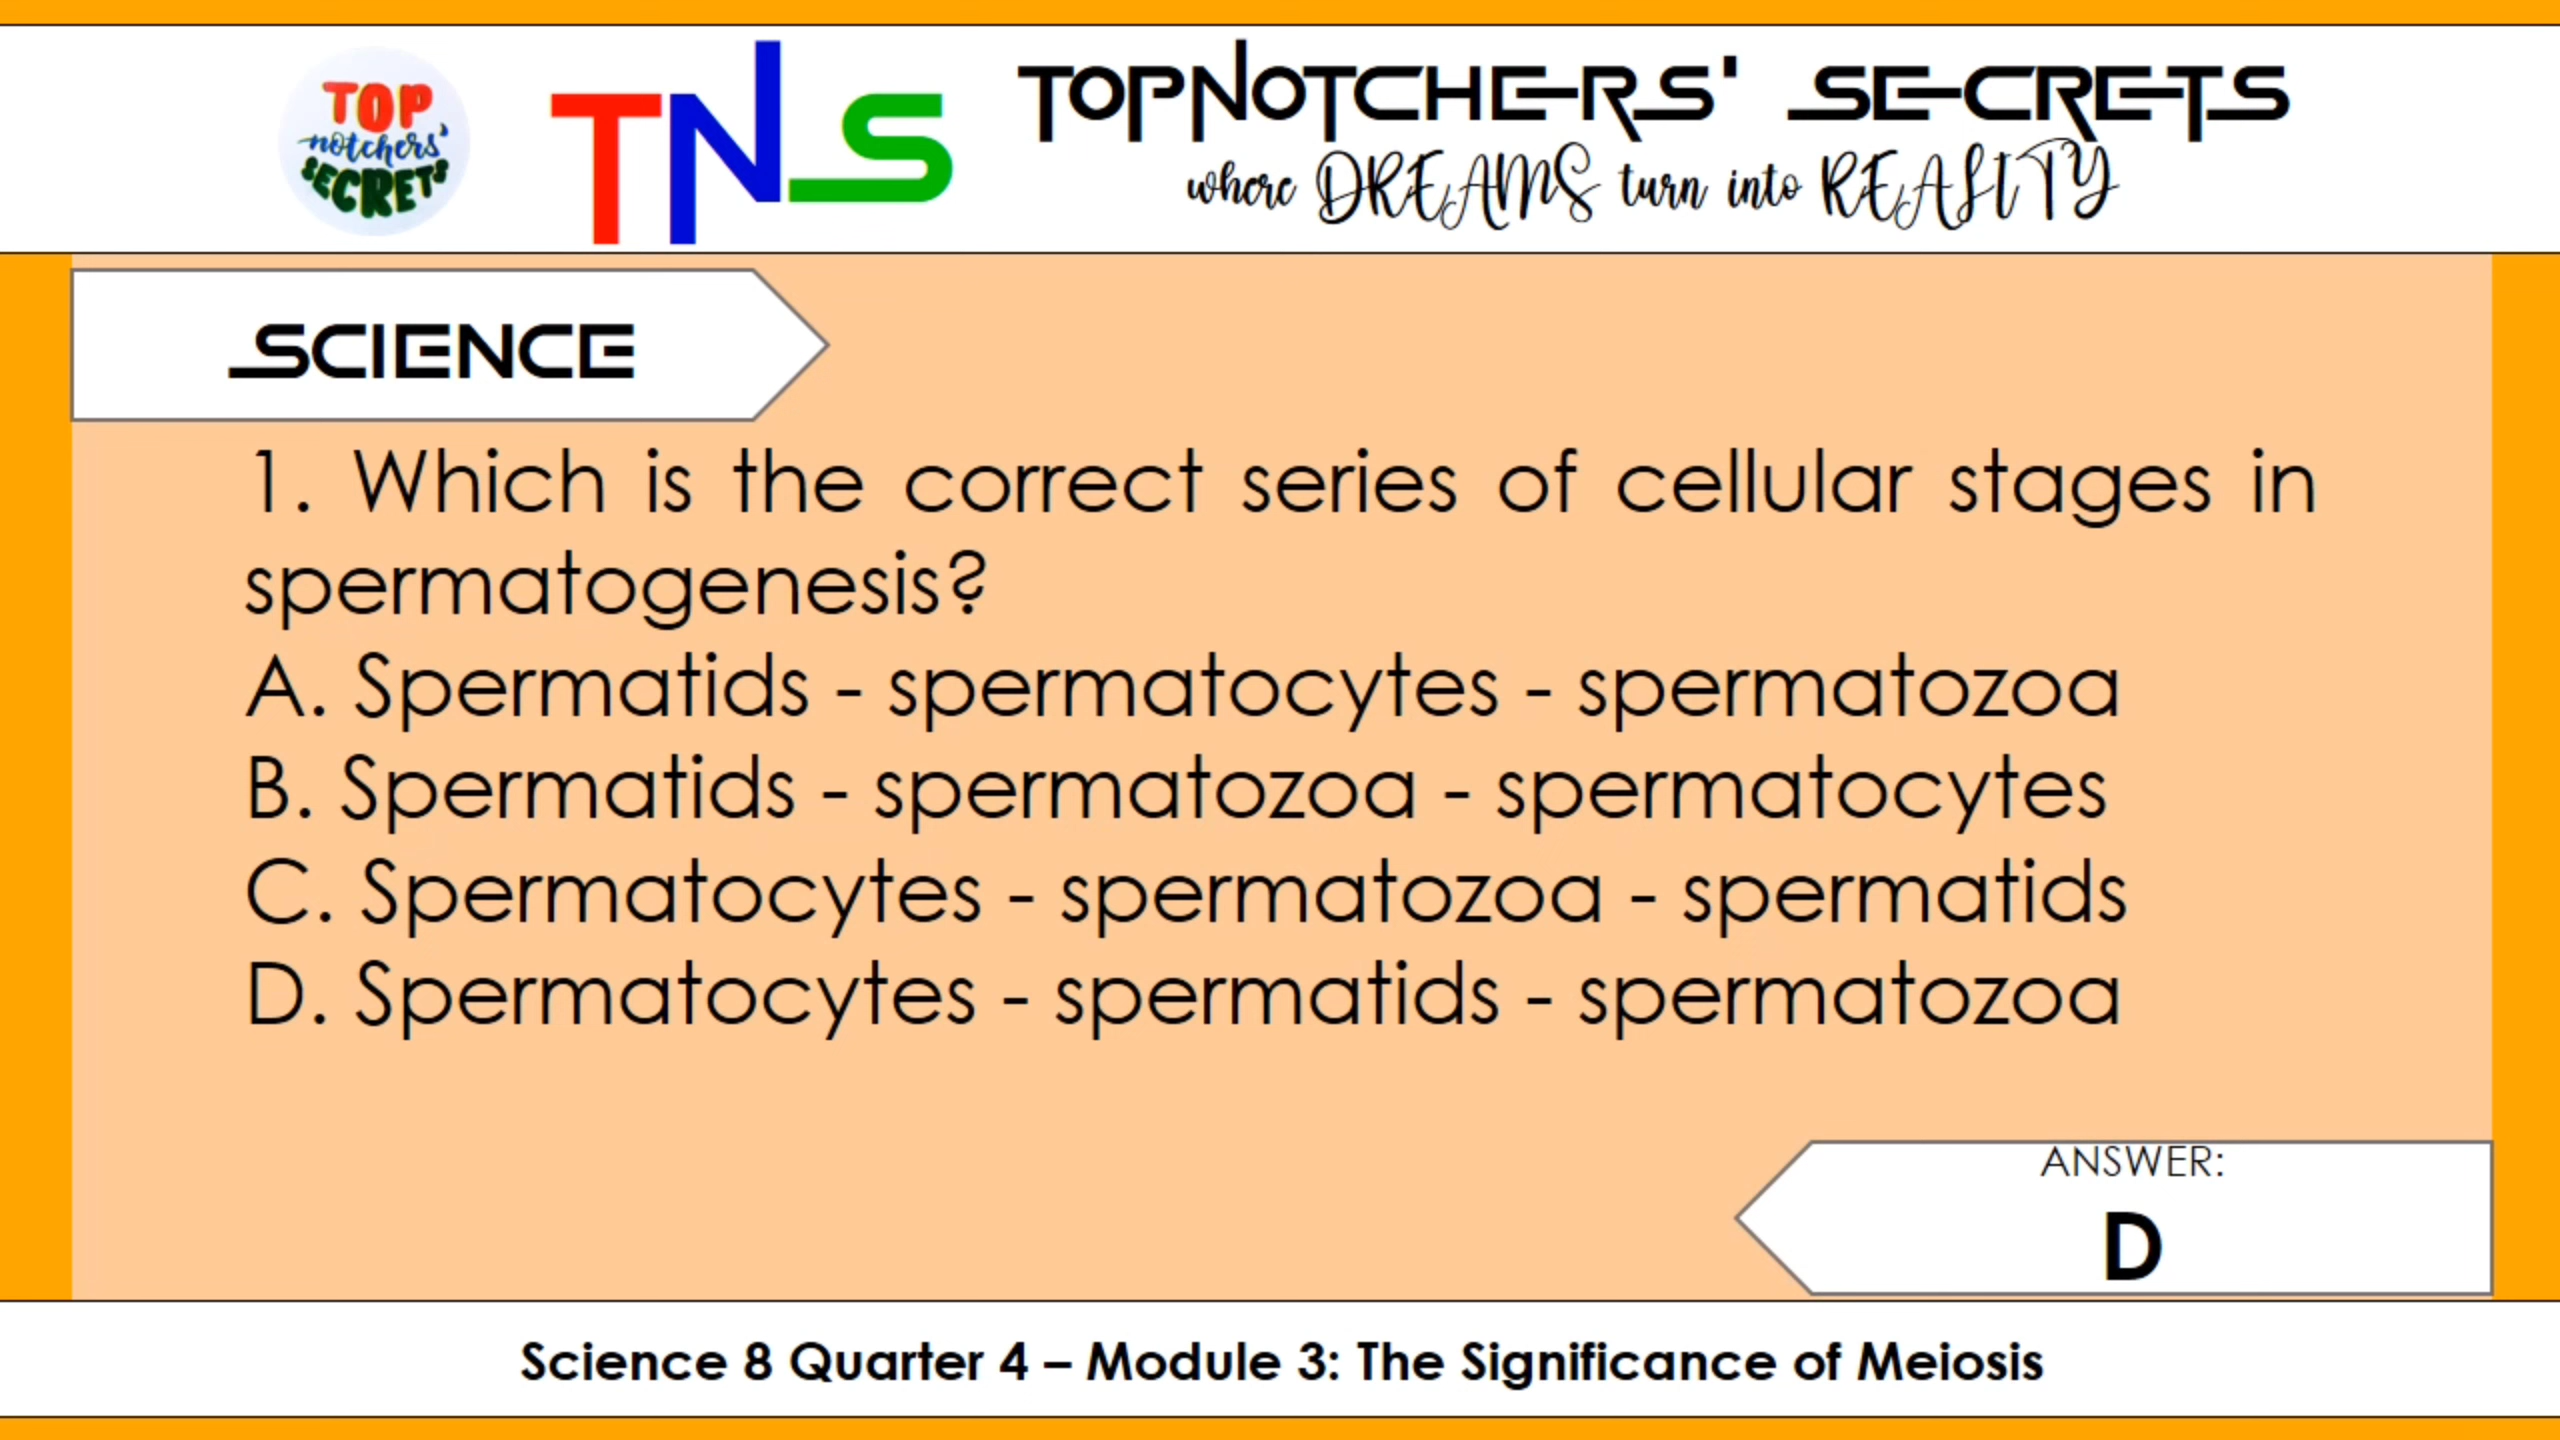 TOP
notchers'
SECRETS
TNS
TOPNOTCHERS' SECRETS
where DREAMS turn into REALITY
SCIENCE
1. Which is the correct series of cellular stages in
spermatogenesis?
A. Spermatids - spermatocytes - spermatozoa
B. Spermatids - spermatozoa - spermatocytes
C. Spermatocytes - spermatozoa - spermatids
D. Spermatocytes - spermatids - spermatozoa
ANSWER:
D
Science 8 Quarter 4 – Module 3: The Significance of Meiosis